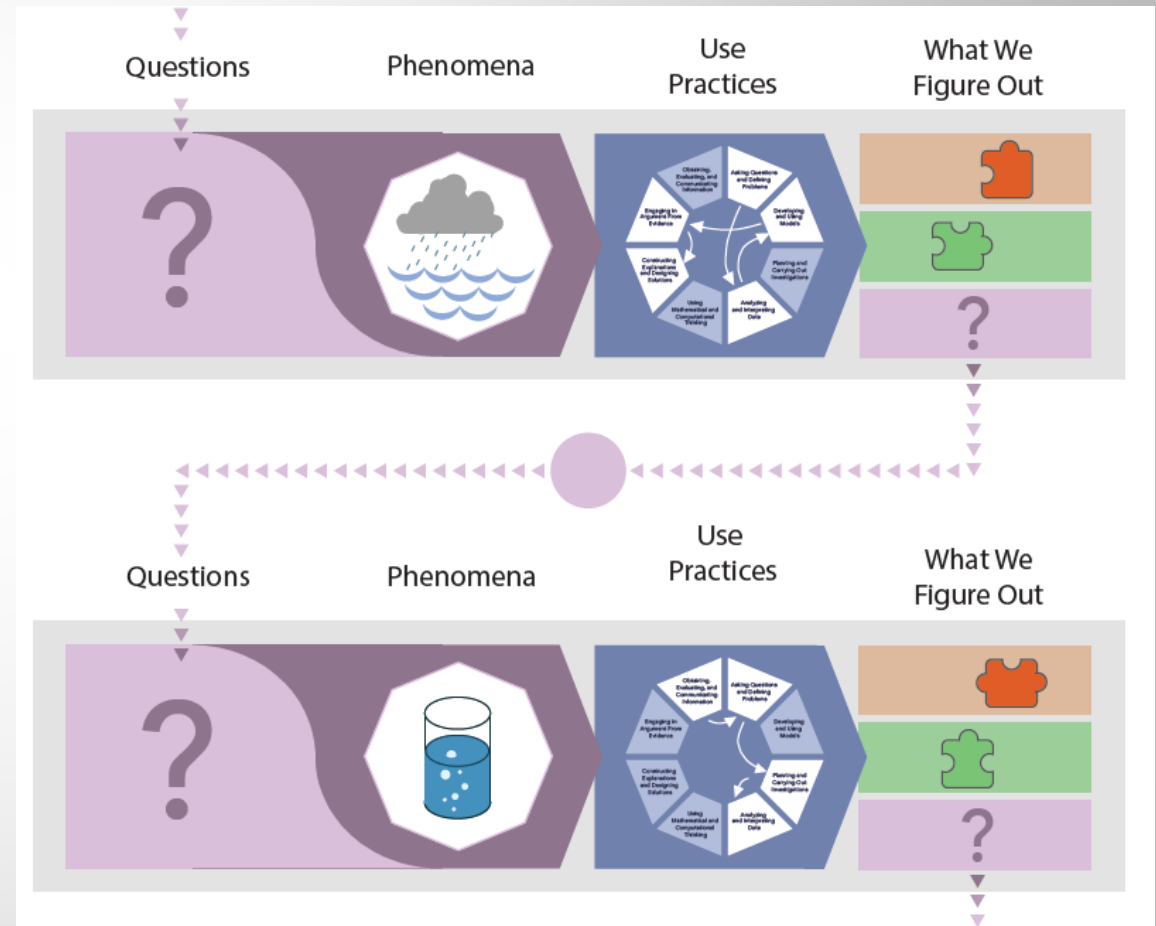 Questions
Phenomena
Use
Practices
What We
Figure Out
?
Obtaining,
Evaluating, and
Communicating
Information
Asking Questions
and Defining
Problems
Engaging in
Argument From
Evidence
Developing
and Using
Models
Constructing
Explanations
and Designing
Solutions
Planning and
Carrying Out
Investigations
Using
Mathematical and
Computational
Thinking
Analyzing
and Interpreting
Data
?
Questions
Phenomena
Use
Practices
What We
Figure Out
?
Obtaining,
Evaluating, and
Communicating
Information
Asking Questions
and Defining
Problems
Engaging in
Argument From
Evidence
Developing
and Using
Models
Constructing
Explanations
and Designing
Solutions
Planning and
Carrying Out
Investigations
Using
Mathematical and
Computational
Thinking
Analyzing
and Interpreting
Data
?